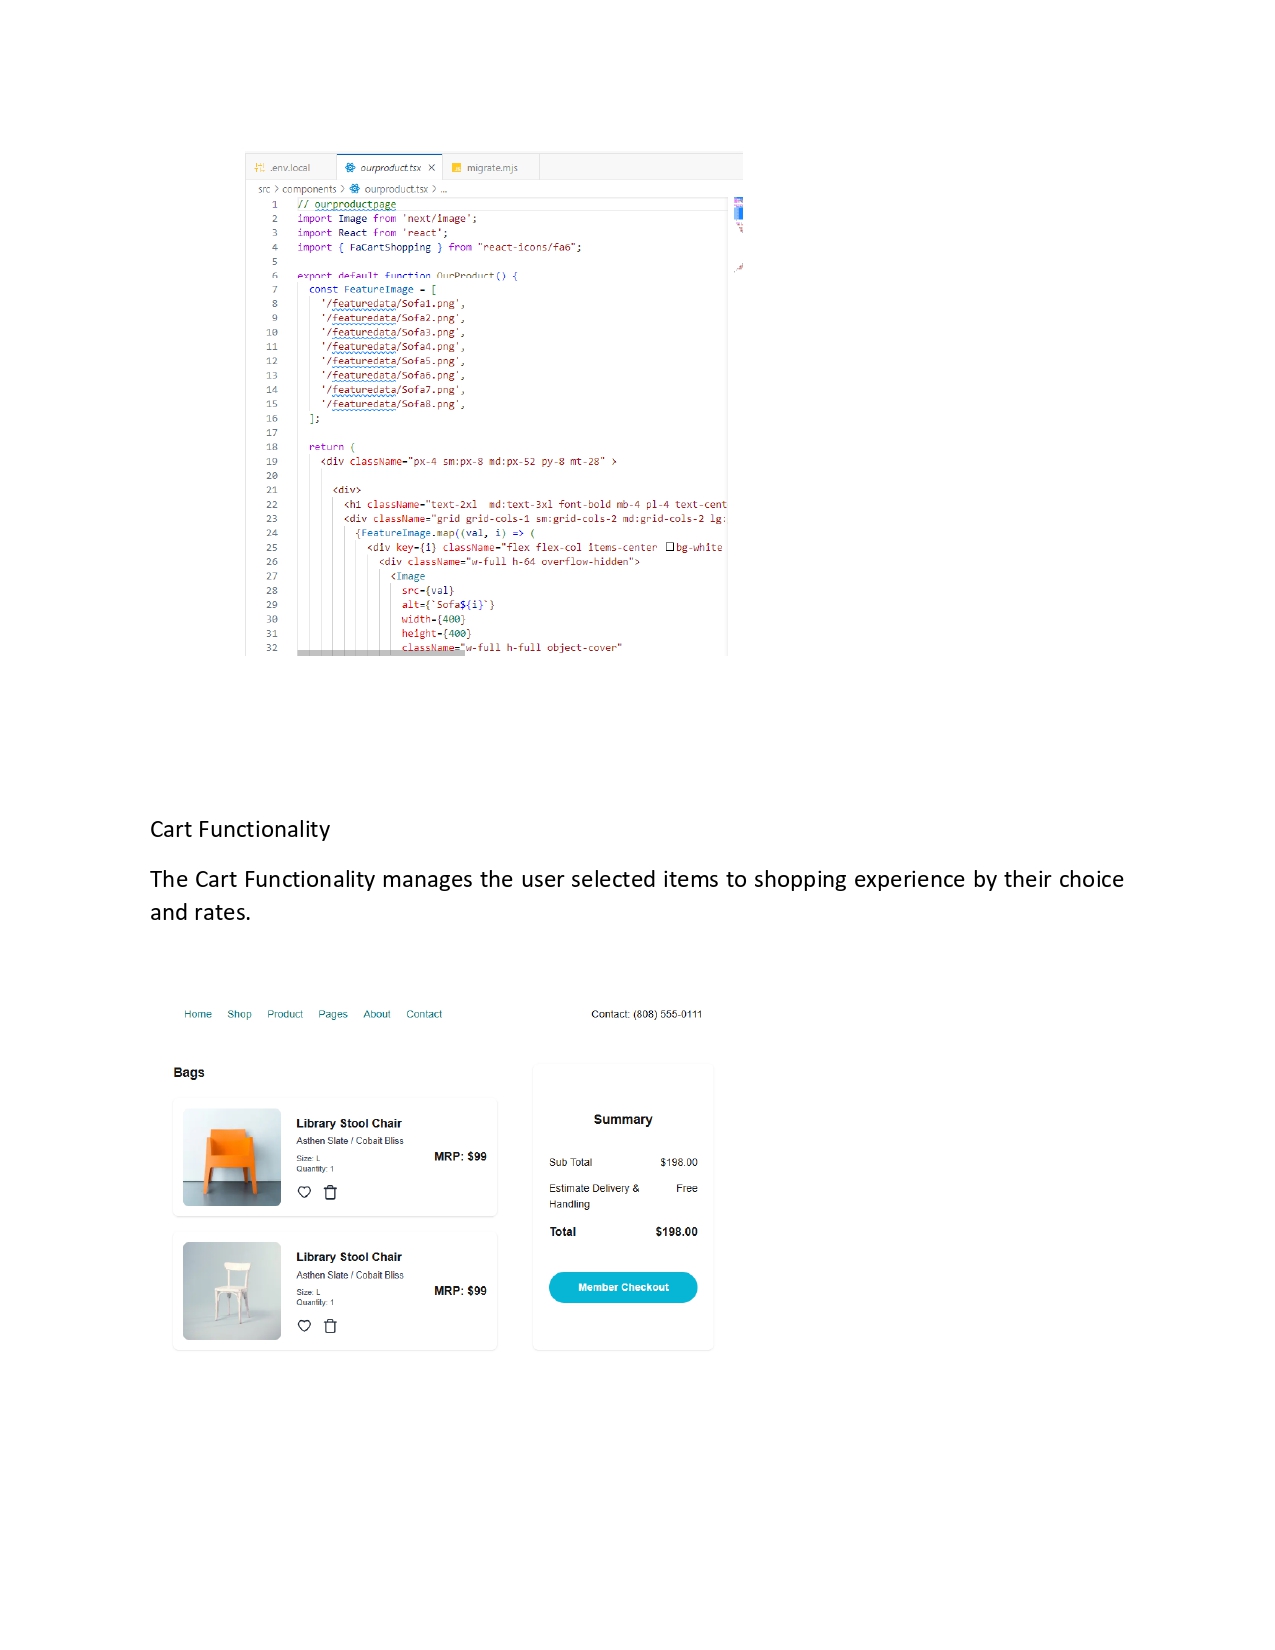 .env.local ourproduct.tsx migrate.mjs
src > components > ourproduct.tsx > ...
1 // ourproductpage
2 import Image from 'next/image';
3 import React from 'react';
4 import { FaCartShopping } from "react-icons/fa6";
5
6 export default function OurProduct() {
7 const FeatureImage = [
8 '/featuredata/Sofa1.png',
9 '/featuredata/Sofa2.png',
10 '/featuredata/Sofa3.png',
11 '/featuredata/Sofa4.png',
12 '/featuredata/Sofa5.png',
13 '/featuredata/Sofa6.png',
14 '/featuredata/Sofa7.png',
15 '/featuredata/Sofa8.png',
16 ];
17
18 return (
19 <div className="px-4 sm:px-8 md:px-52 py-8 mt-28" >
20
21 <div>
22 <h1 className="text-2xl md:text-3xl font-bold mb-4 pl-4 text-cent
23 <div className="grid grid-cols-1 sm:grid-cols-2 md:grid-cols-2 lg:
24 {FeatureImage.map((val, i) => (
25 <div key={i} className="flex flex-col items-center bg-white
26 <div className="w-full h-64 overflow-hidden">
27 <Image
28 src={val}
29 alt={`Sofa${i}`}
30 width={400}
31 height={400}
32 className="w-full h-full object-cover"
Cart Functionality
The Cart Functionality manages the user selected items to shopping experience by their choice
and rates.
Home Shop Product Pages About Contact Contact: (808) 555-0111
Bags
Library Stool Chair
Asthen Slate / Cobait Bliss
Size: L
Quantity: 1
MRP: $99
Library Stool Chair
Asthen Slate / Cobait Bliss
Size: L
Quantity: 1
MRP: $99
Summary
Sub Total $198.00
Estimate Delivery & Free
Handling
Total $198.00
Member Checkout